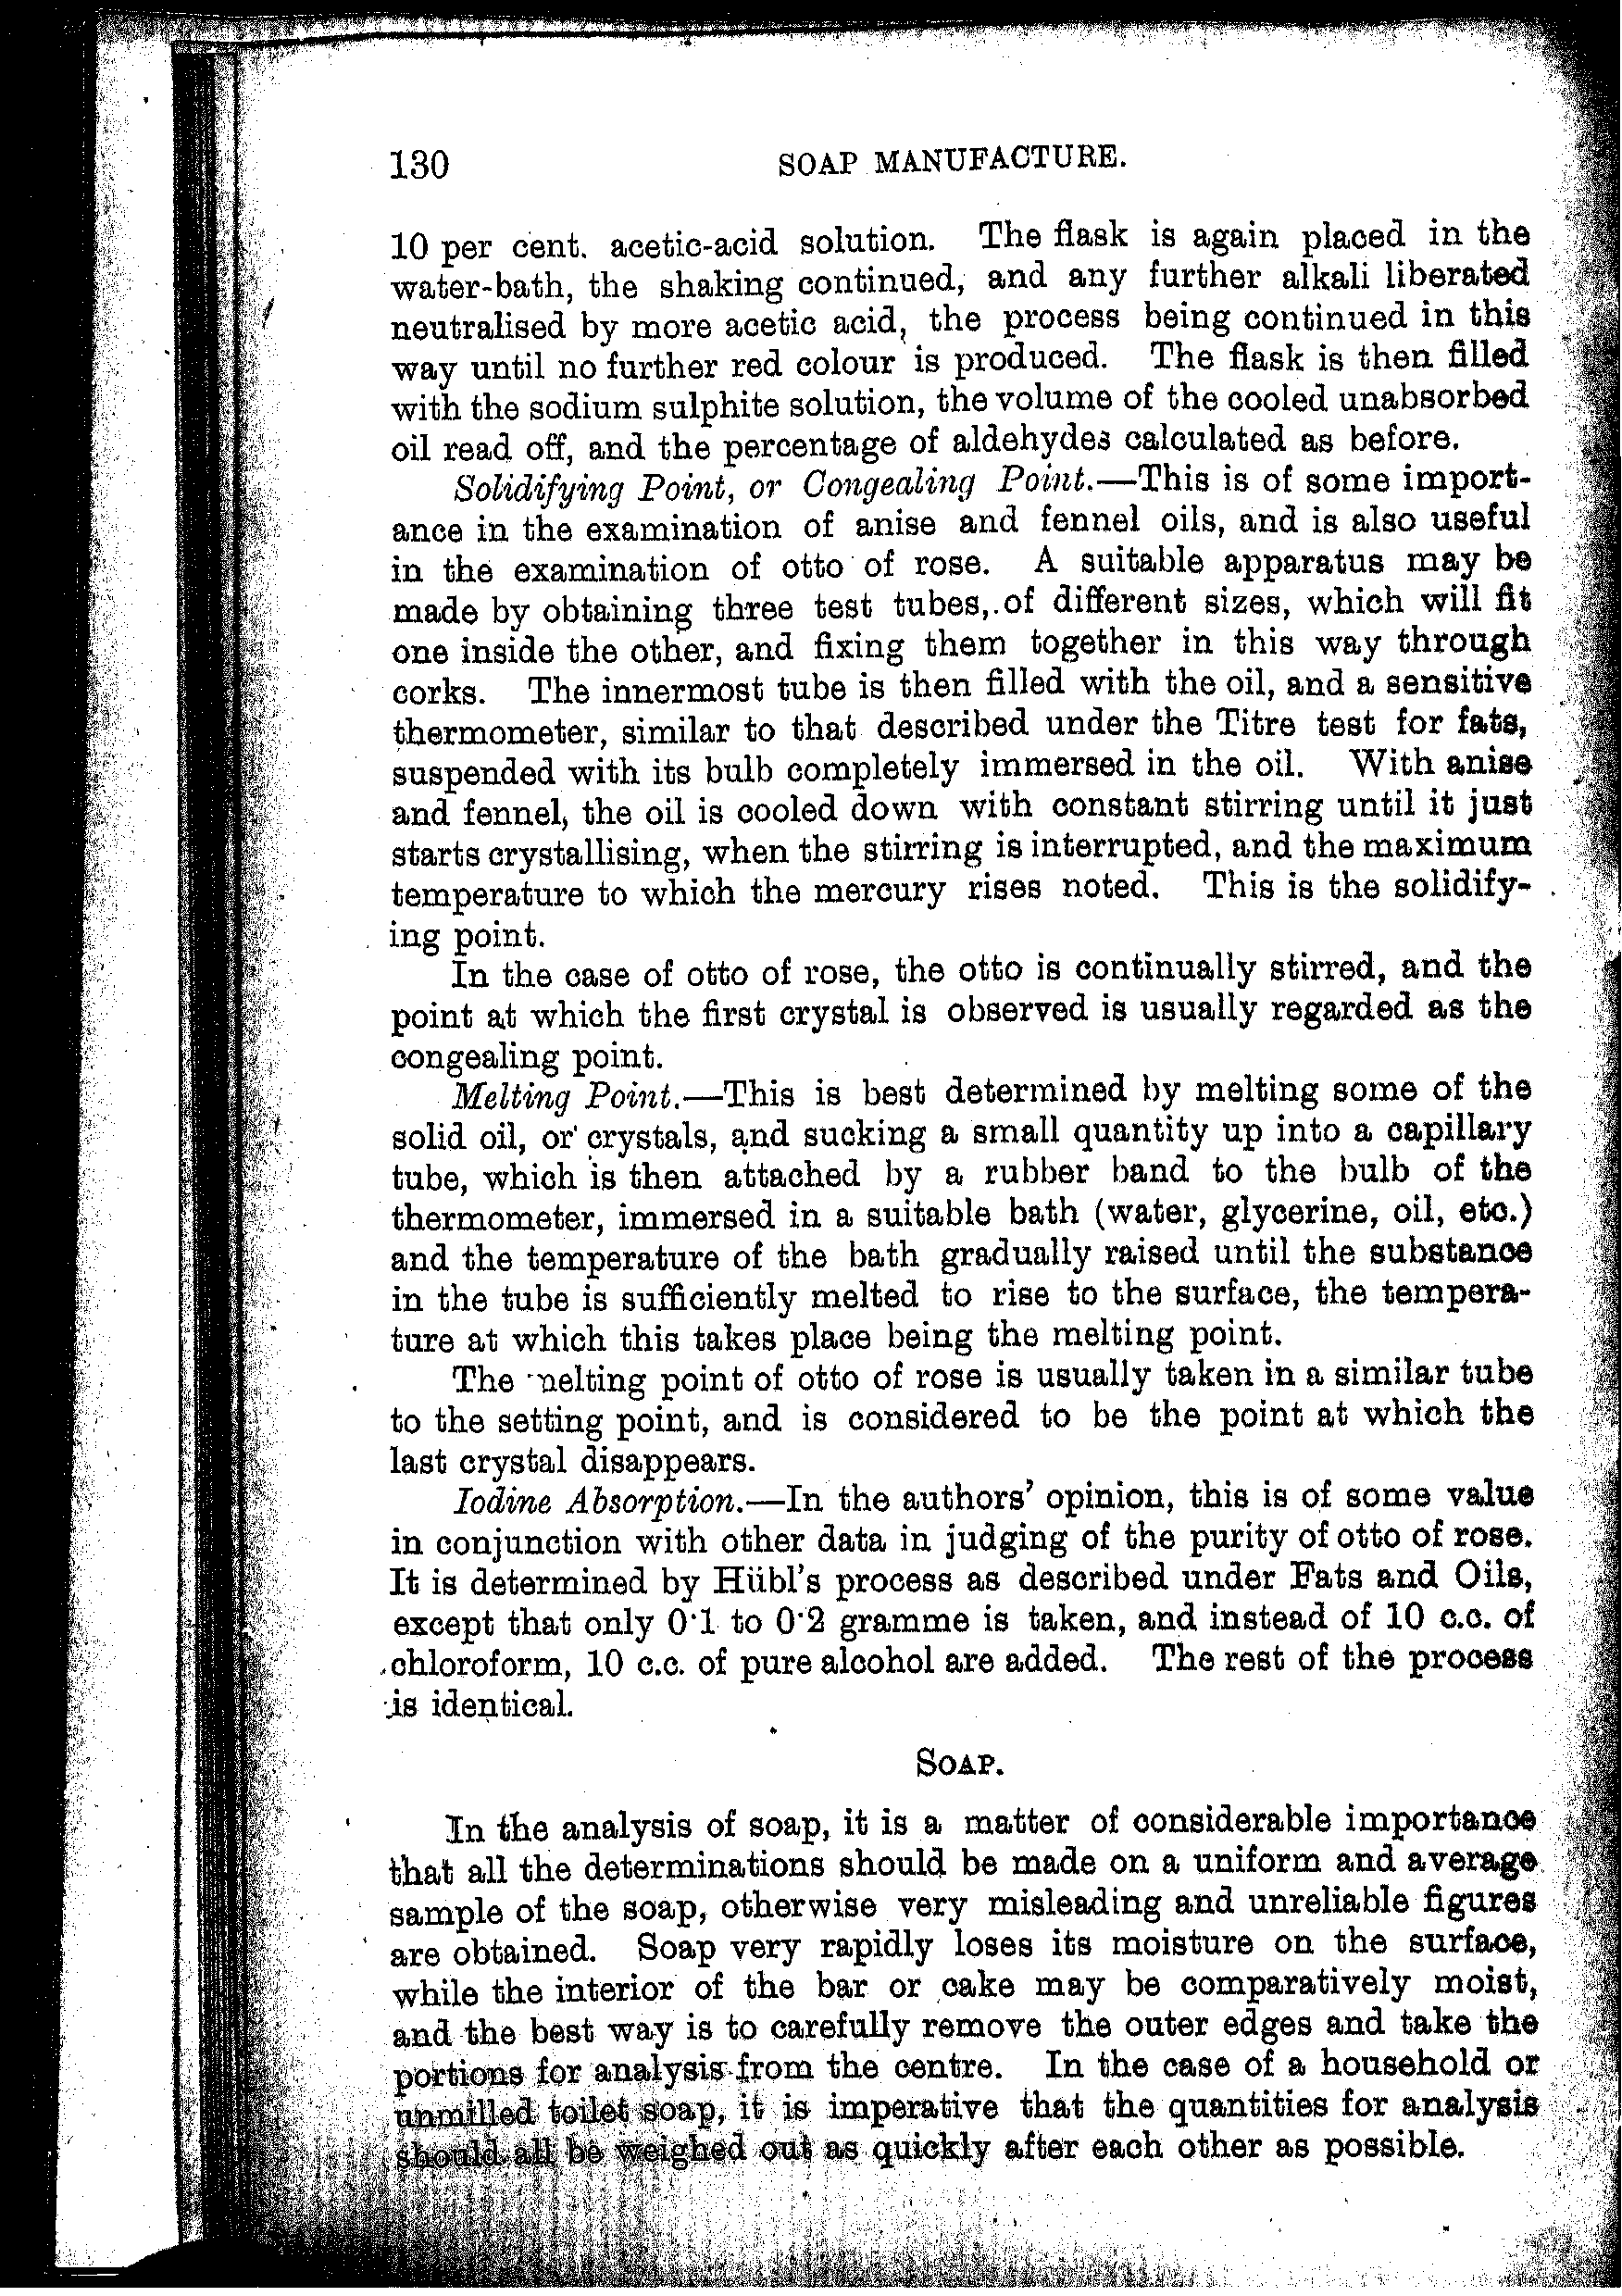 130 SOAP MANUFACTURE.
10 per cent. acetic-acid solution. The flask is again placed in the
water-bath, the shaking continued, and any further alkali liberated
neutralised by more acetic acid, the process being continued in this
way until no further red colour is produced. The flask is then filled
with the sodium sulphite solution, the volume of the cooled unabsorbed
oil read off, and the percentage of aldehydes calculated as before.
Solidifying Point, or Congealing Point.—This is of some import-
ance in the examination of anise and fennel oils, and is also useful
in the examination of otto of rose. A suitable apparatus may be
made by obtaining three test tubes, of different sizes, which will fit
one inside the other, and fixing them together in this way through
corks. The innermost tube is then filled with the oil, and a sensitive
thermometer, similar to that described under the Titre test for fats,
suspended with its bulb completely immersed in the oil. With anise
and fennel, the oil is cooled down with constant stirring until it just
starts crystallising, when the stirring is interrupted, and the maximum
temperature to which the mercury rises noted. This is the solidify-
ing point.
In the case of otto of rose, the otto is continually stirred, and the
point at which the first crystal is observed is usually regarded as the
congealing point.
Melting Point.—This is best determined by melting some of the
solid oil, or crystals, and sucking a small quantity up into a capillary
tube, which is then attached by a rubber band to the bulb of the
thermometer, immersed in a suitable bath (water, glycerine, oil, etc.)
and the temperature of the bath gradually raised until the substance
in the tube is sufficiently melted to rise to the surface, the tempera-
ture at which this takes place being the melting point.
The melting point of otto of rose is usually taken in a similar tube
to the setting point, and is considered to be the point at which the
last crystal disappears.
Iodine Absorption.—In the authors' opinion, this is of some value
in conjunction with other data in judging of the purity of otto of rose.
It is determined by Hübl's process as described under Fats and Oils,
except that only 0·1 to 0·2 gramme is taken, and instead of 10 c.c. of
chloroform, 10 c.c. of pure alcohol are added. The rest of the process
is identical.
SOAP.
In the analysis of soap, it is a matter of considerable importance
that all the determinations should be made on a uniform and average
sample of the soap, otherwise very misleading and unreliable figures
are obtained. Soap very rapidly loses its moisture on the surface,
while the interior of the bar or cake may be comparatively moist,
and the best way is to carefully remove the outer edges and take the
portions for analysis from the centre. In the case of a household or
unmilled toilet soap, it is imperative that the quantities for analysis
should all be weighed out as quickly after each other as possible.